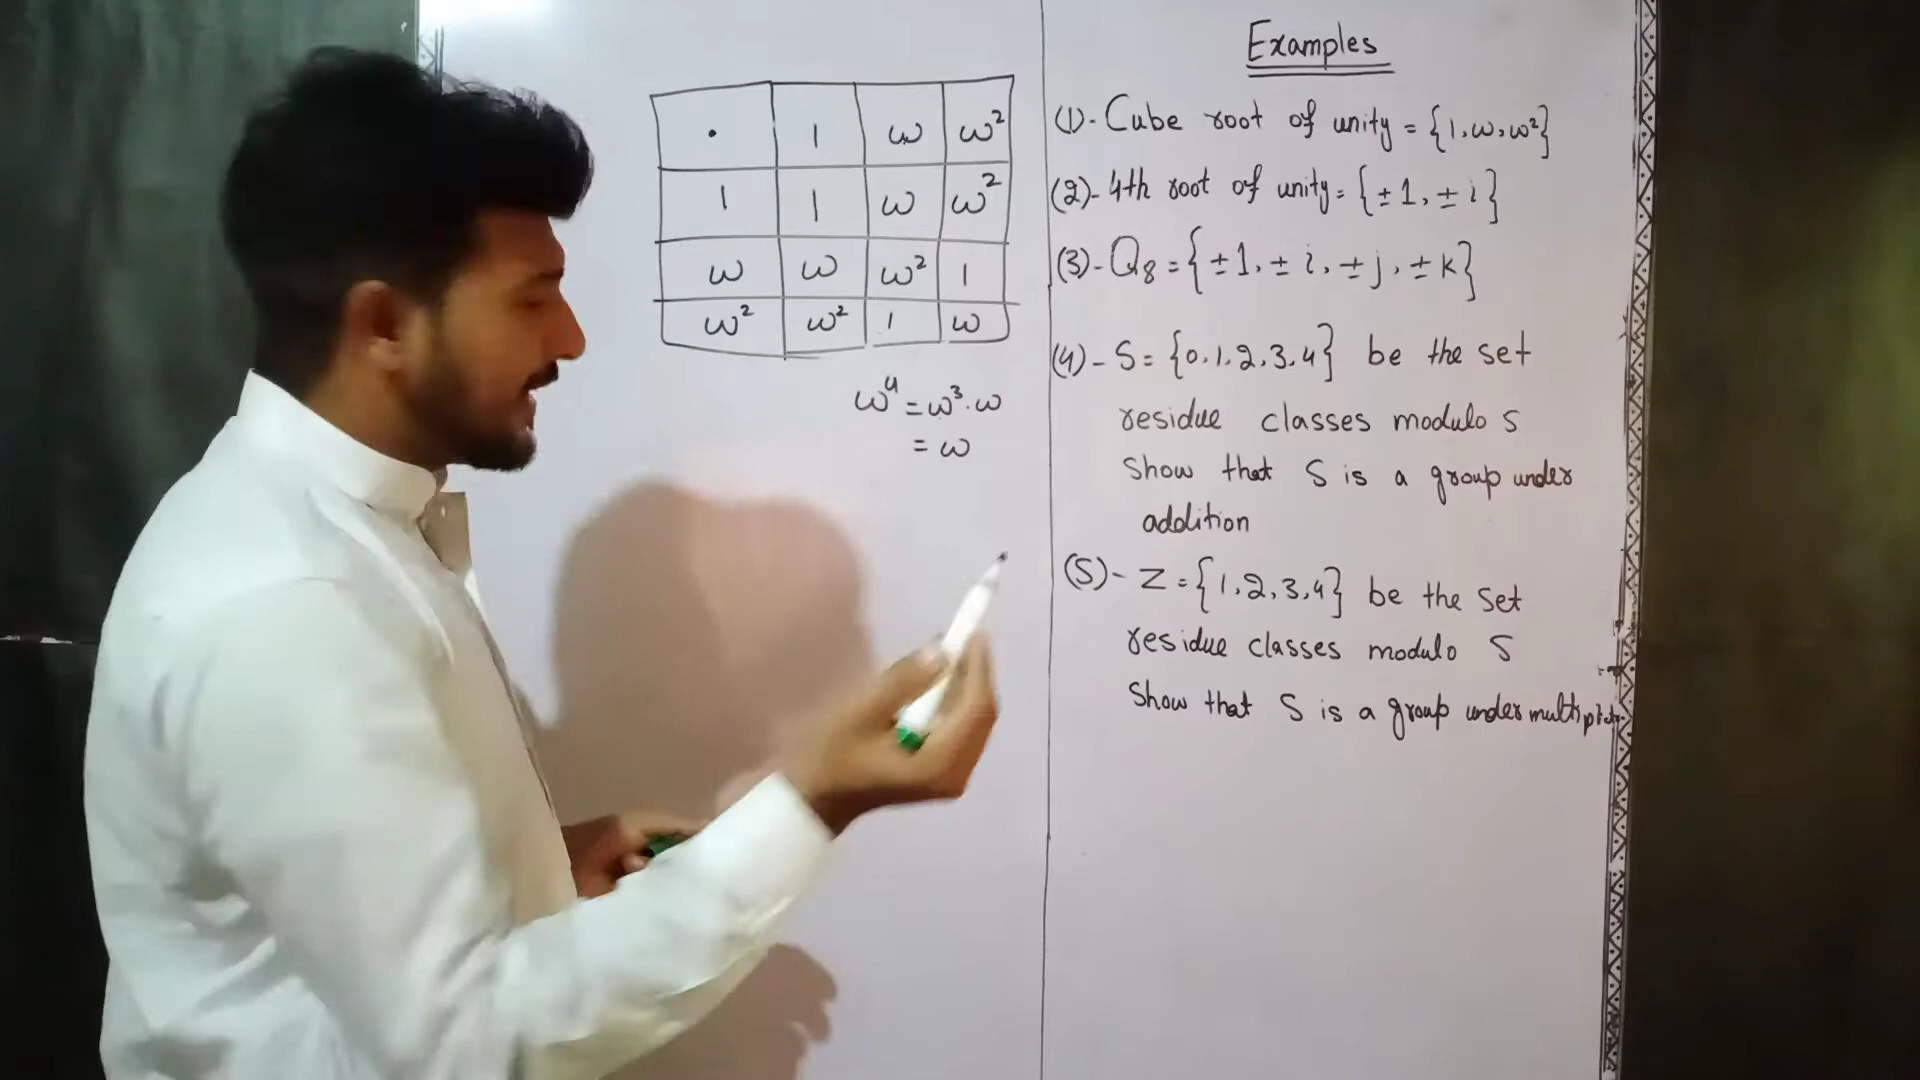 · 1 ω ω²
1 1 ω ω²
ω ω ω² 1
ω² ω² 1 ω
ω⁴ = ω³·ω
= ω
Examples
(1)- Cube root of unity = {1, ω, ω²}
(2)- 4th root of unity = {±1, ±i}
(3)- Q₈ = {±1, ±i, ±j, ±k}
(4)- S = {0,1,2,3,4} be the set
residue classes modulo 5
Show that S is a group under
addition
(5)- Z = {1,2,3,4} be the set
residue classes modulo 5
Show that S is a group under